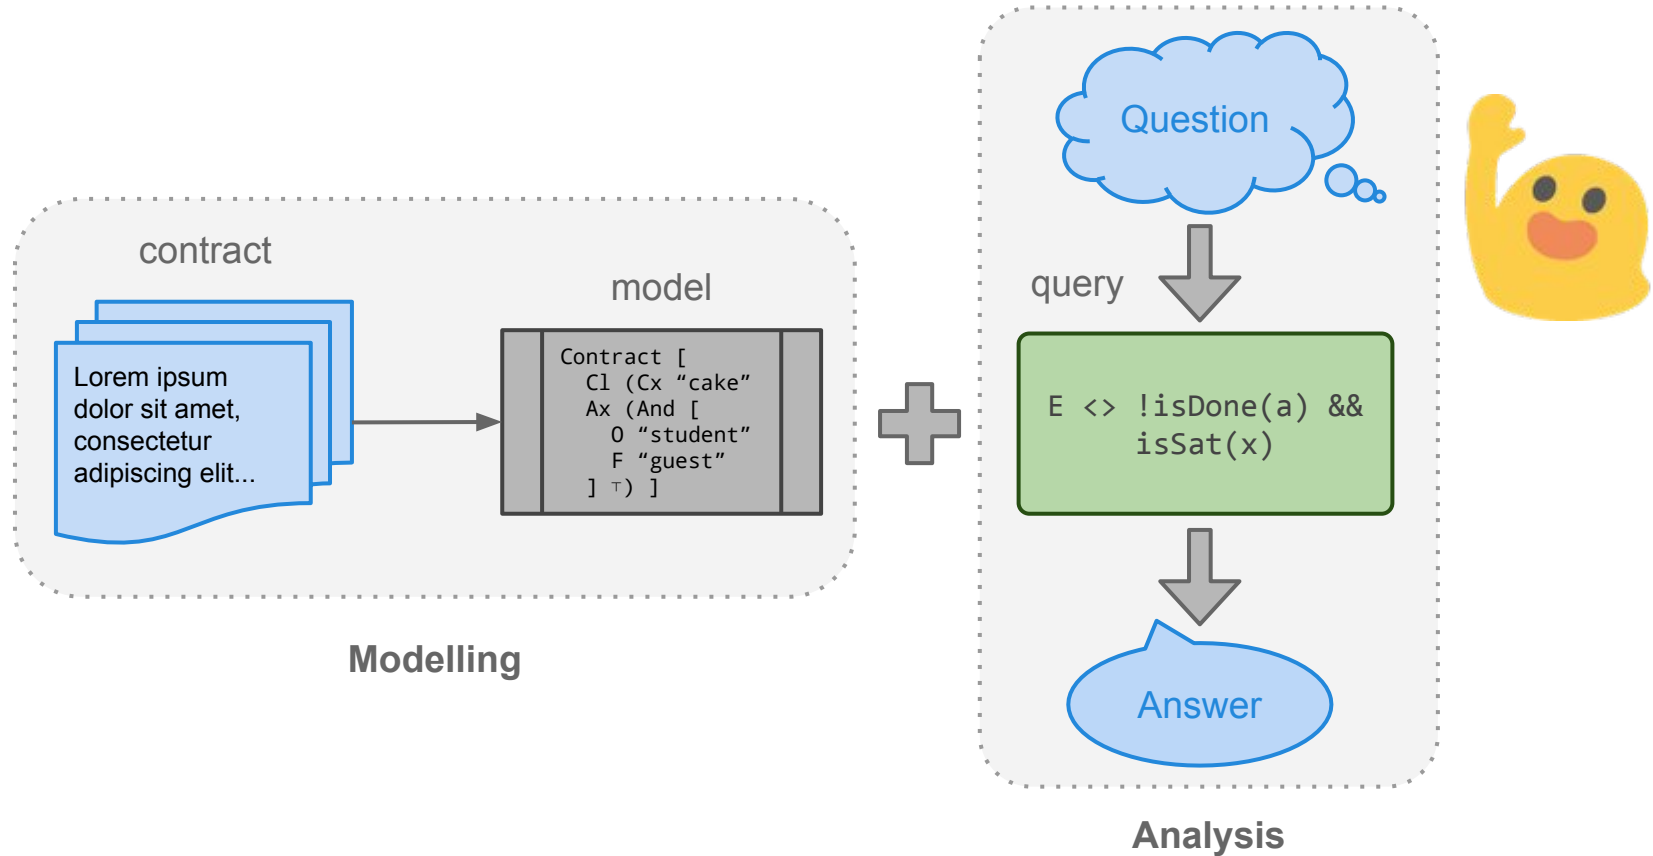 contract
Lorem ipsum
dolor sit amet,
consectetur
adipiscing elit...
model
Contract [
Cl (Cx “cake”
Ax (And [
O “student”
F “guest”
] ⊤) ]
Modelling
Question
query
E <> !isDone(a) &&
isSat(x)
Answer
Analysis